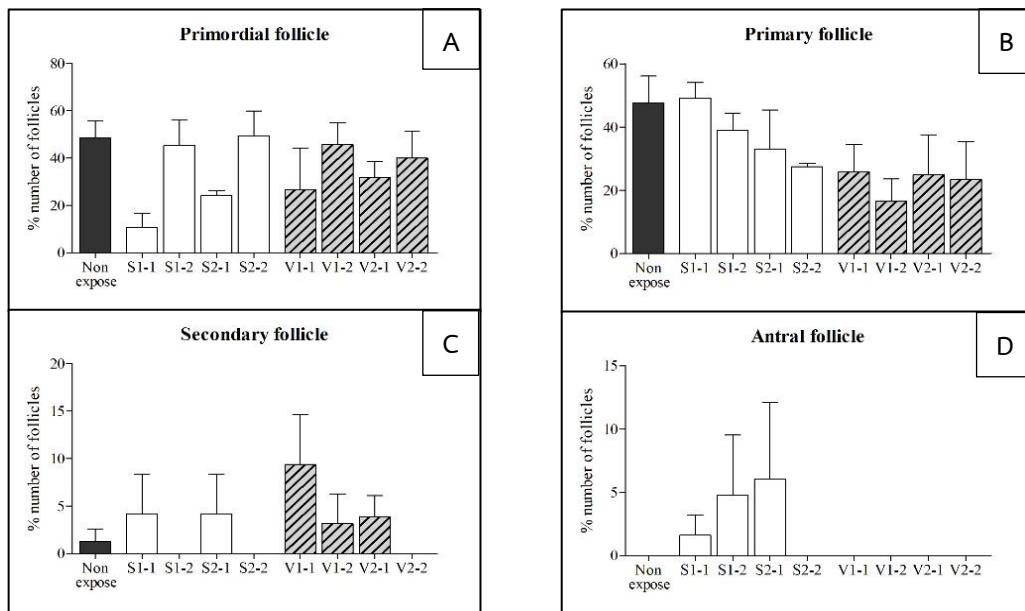 Primordial follicle
A
% number of follicles
80
60
40
20
0
Non
expose
S1-1
S1-2
S2-1
S2-2
V1-1
V1-2
V2-1
V2-2
Primary follicle
B
% number of follicles
60
40
20
0
Non
expose
S1-1
S1-2
S2-1
S2-2
V1-1
V1-2
V2-1
V2-2
Secondary follicle
C
% number of follicles
20
15
10
5
0
Non
expose
S1-1
S1-2
S2-1
S2-2
V1-1
V1-2
V2-1
V2-2
Antral follicle
D
% number of follicles
15
10
5
0
Non
expose
S1-1
S1-2
S2-1
S2-2
V1-1
V1-2
V2-1
V2-2